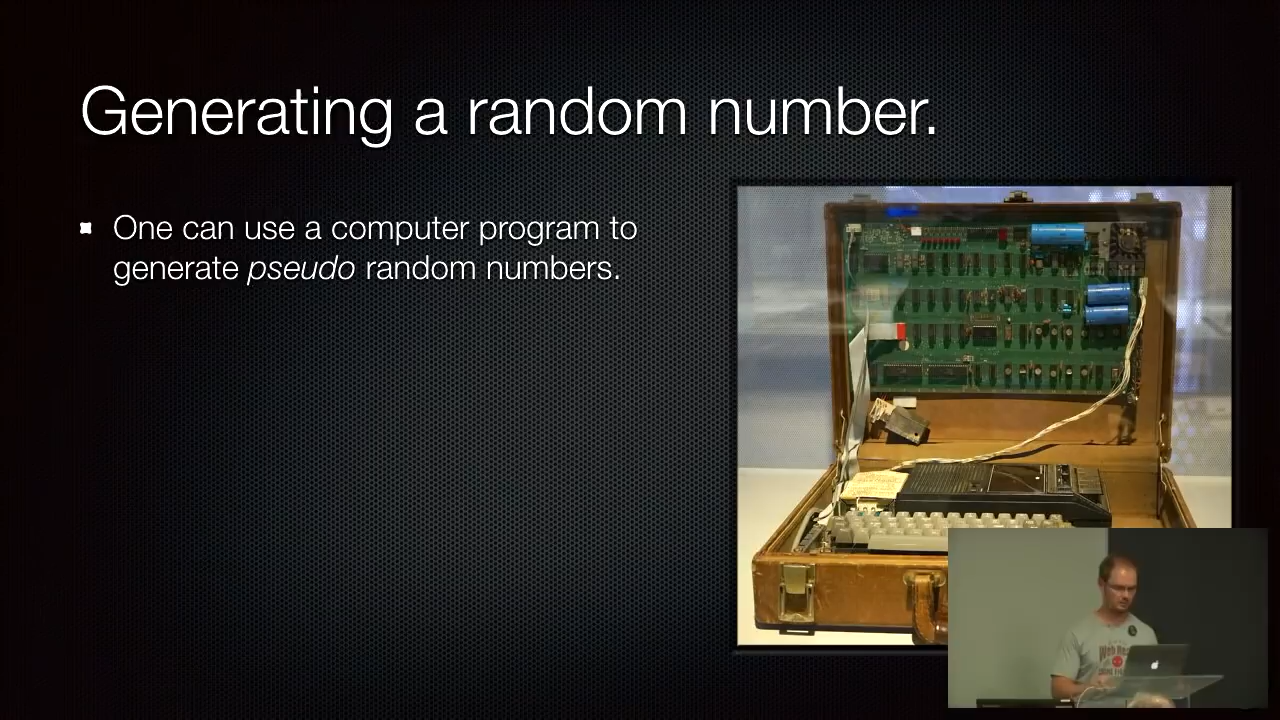 Generating a random number.
One can use a computer program to
generate pseudo random numbers.